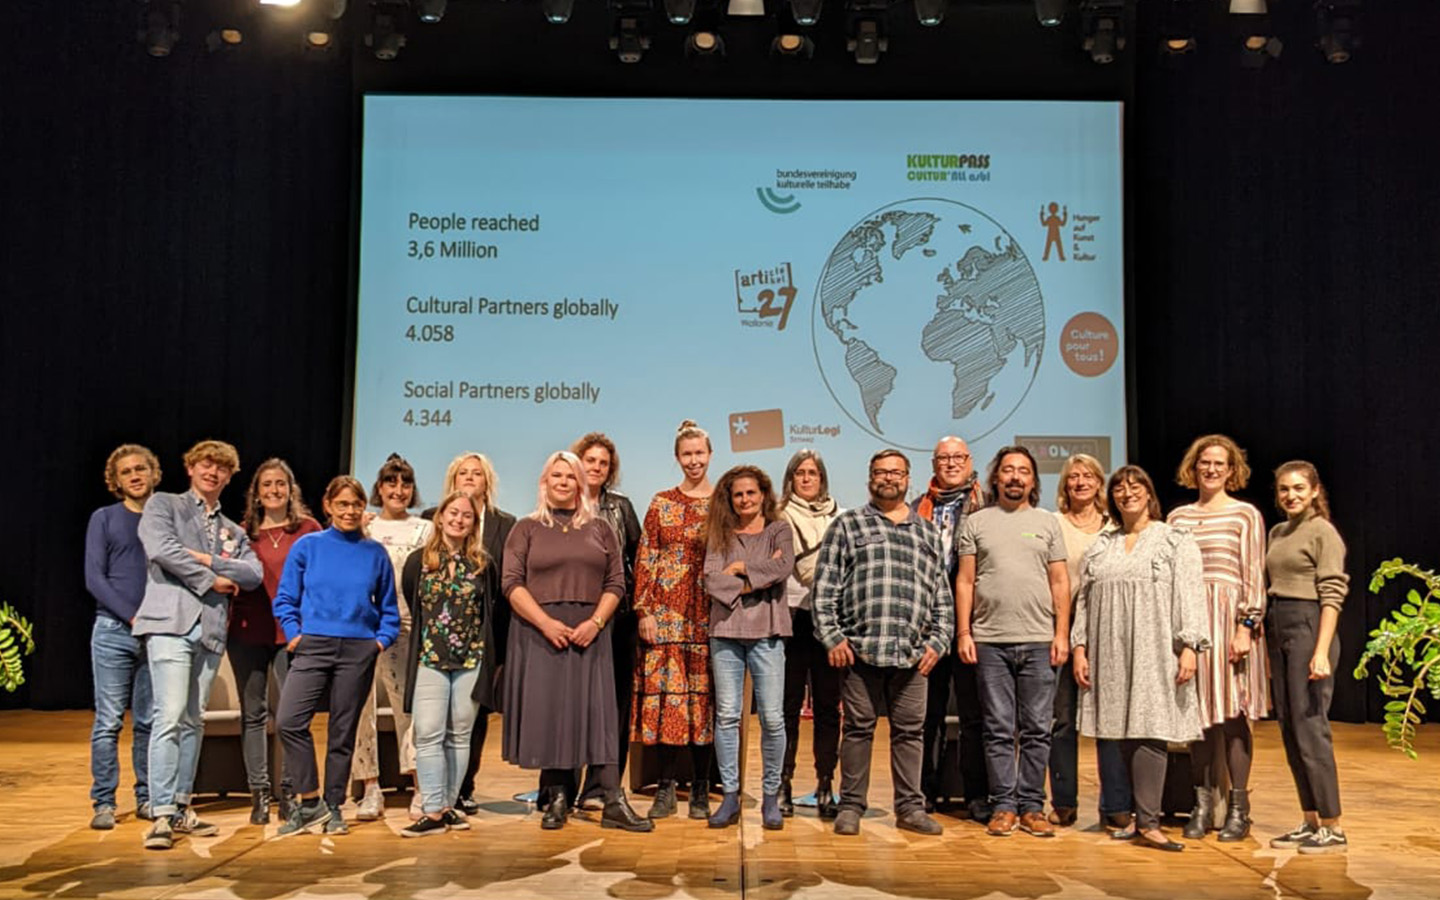 People reached
3,6 Million
Cultural Partners globally
4.058
Social Partners globally
4.344
bundesvereinigung
kulturelle teilhabe
KULTURPASS
CULTUR'ALL asbl
Hunger
auf
Kunst
&
Kultur
article
27
Wallonie
Culture
pour
tous!
KulturLegi
Schweiz